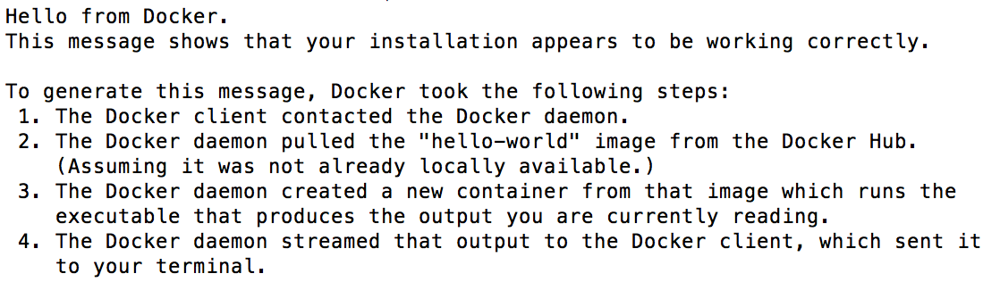 Hello from Docker.
This message shows that your installation appears to be working correctly.

To generate this message, Docker took the following steps:
 1. The Docker client contacted the Docker daemon.
 2. The Docker daemon pulled the "hello-world" image from the Docker Hub.
    (Assuming it was not already locally available.)
 3. The Docker daemon created a new container from that image which runs the
    executable that produces the output you are currently reading.
 4. The Docker daemon streamed that output to the Docker client, which sent it
    to your terminal.